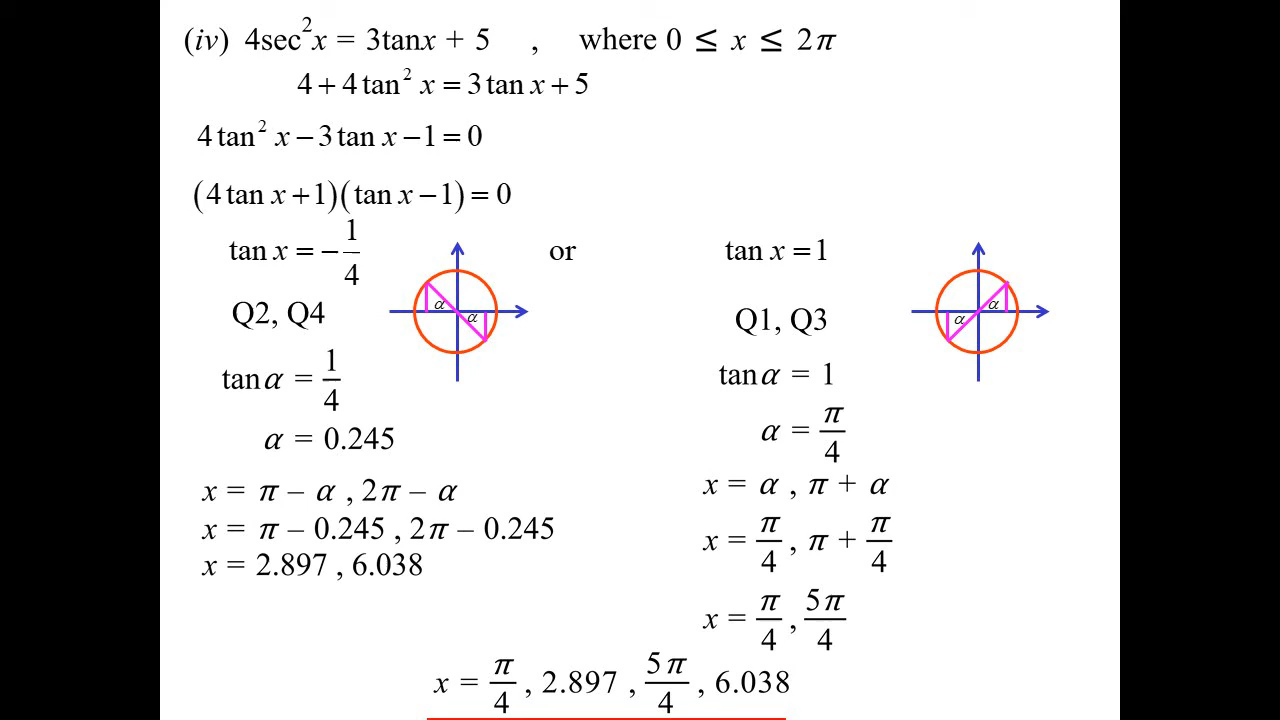 (iv) 4sec²x = 3tanx + 5 , where 0 ≤ x ≤ 2π
4 + 4 tan² x = 3 tan x + 5
4 tan² x − 3 tan x − 1 = 0
(4 tan x + 1)(tan x − 1) = 0
tan x = − 1/4 or tan x = 1
α
α
α
α
Q2, Q4
Q1, Q3
tan α = 1/4
tan α = 1
α = 0.245
α = π/4
x = π – α , 2π – α
x = α , π + α
x = π – 0.245 , 2π – 0.245
x = π/4 , π + π/4
x = 2.897 , 6.038
x = π/4 , 5π/4
x = π/4 , 2.897 , 5π/4 , 6.038